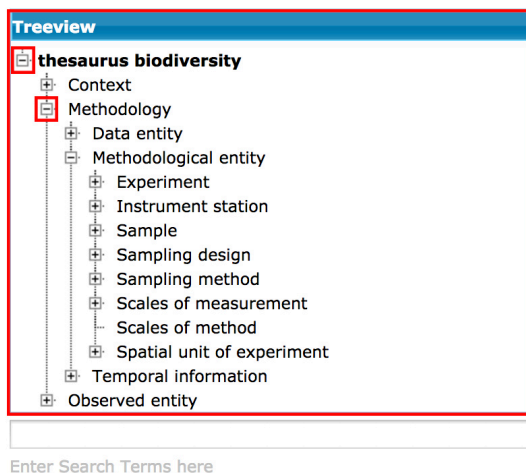 Treeview
thesaurus biodiversity
Context
Methodology
Data entity
Methodological entity
Experiment
Instrument station
Sample
Sampling design
Sampling method
Scales of measurement
Scales of method
Spatial unit of experiment
Temporal information
Observed entity
Enter Search Terms here